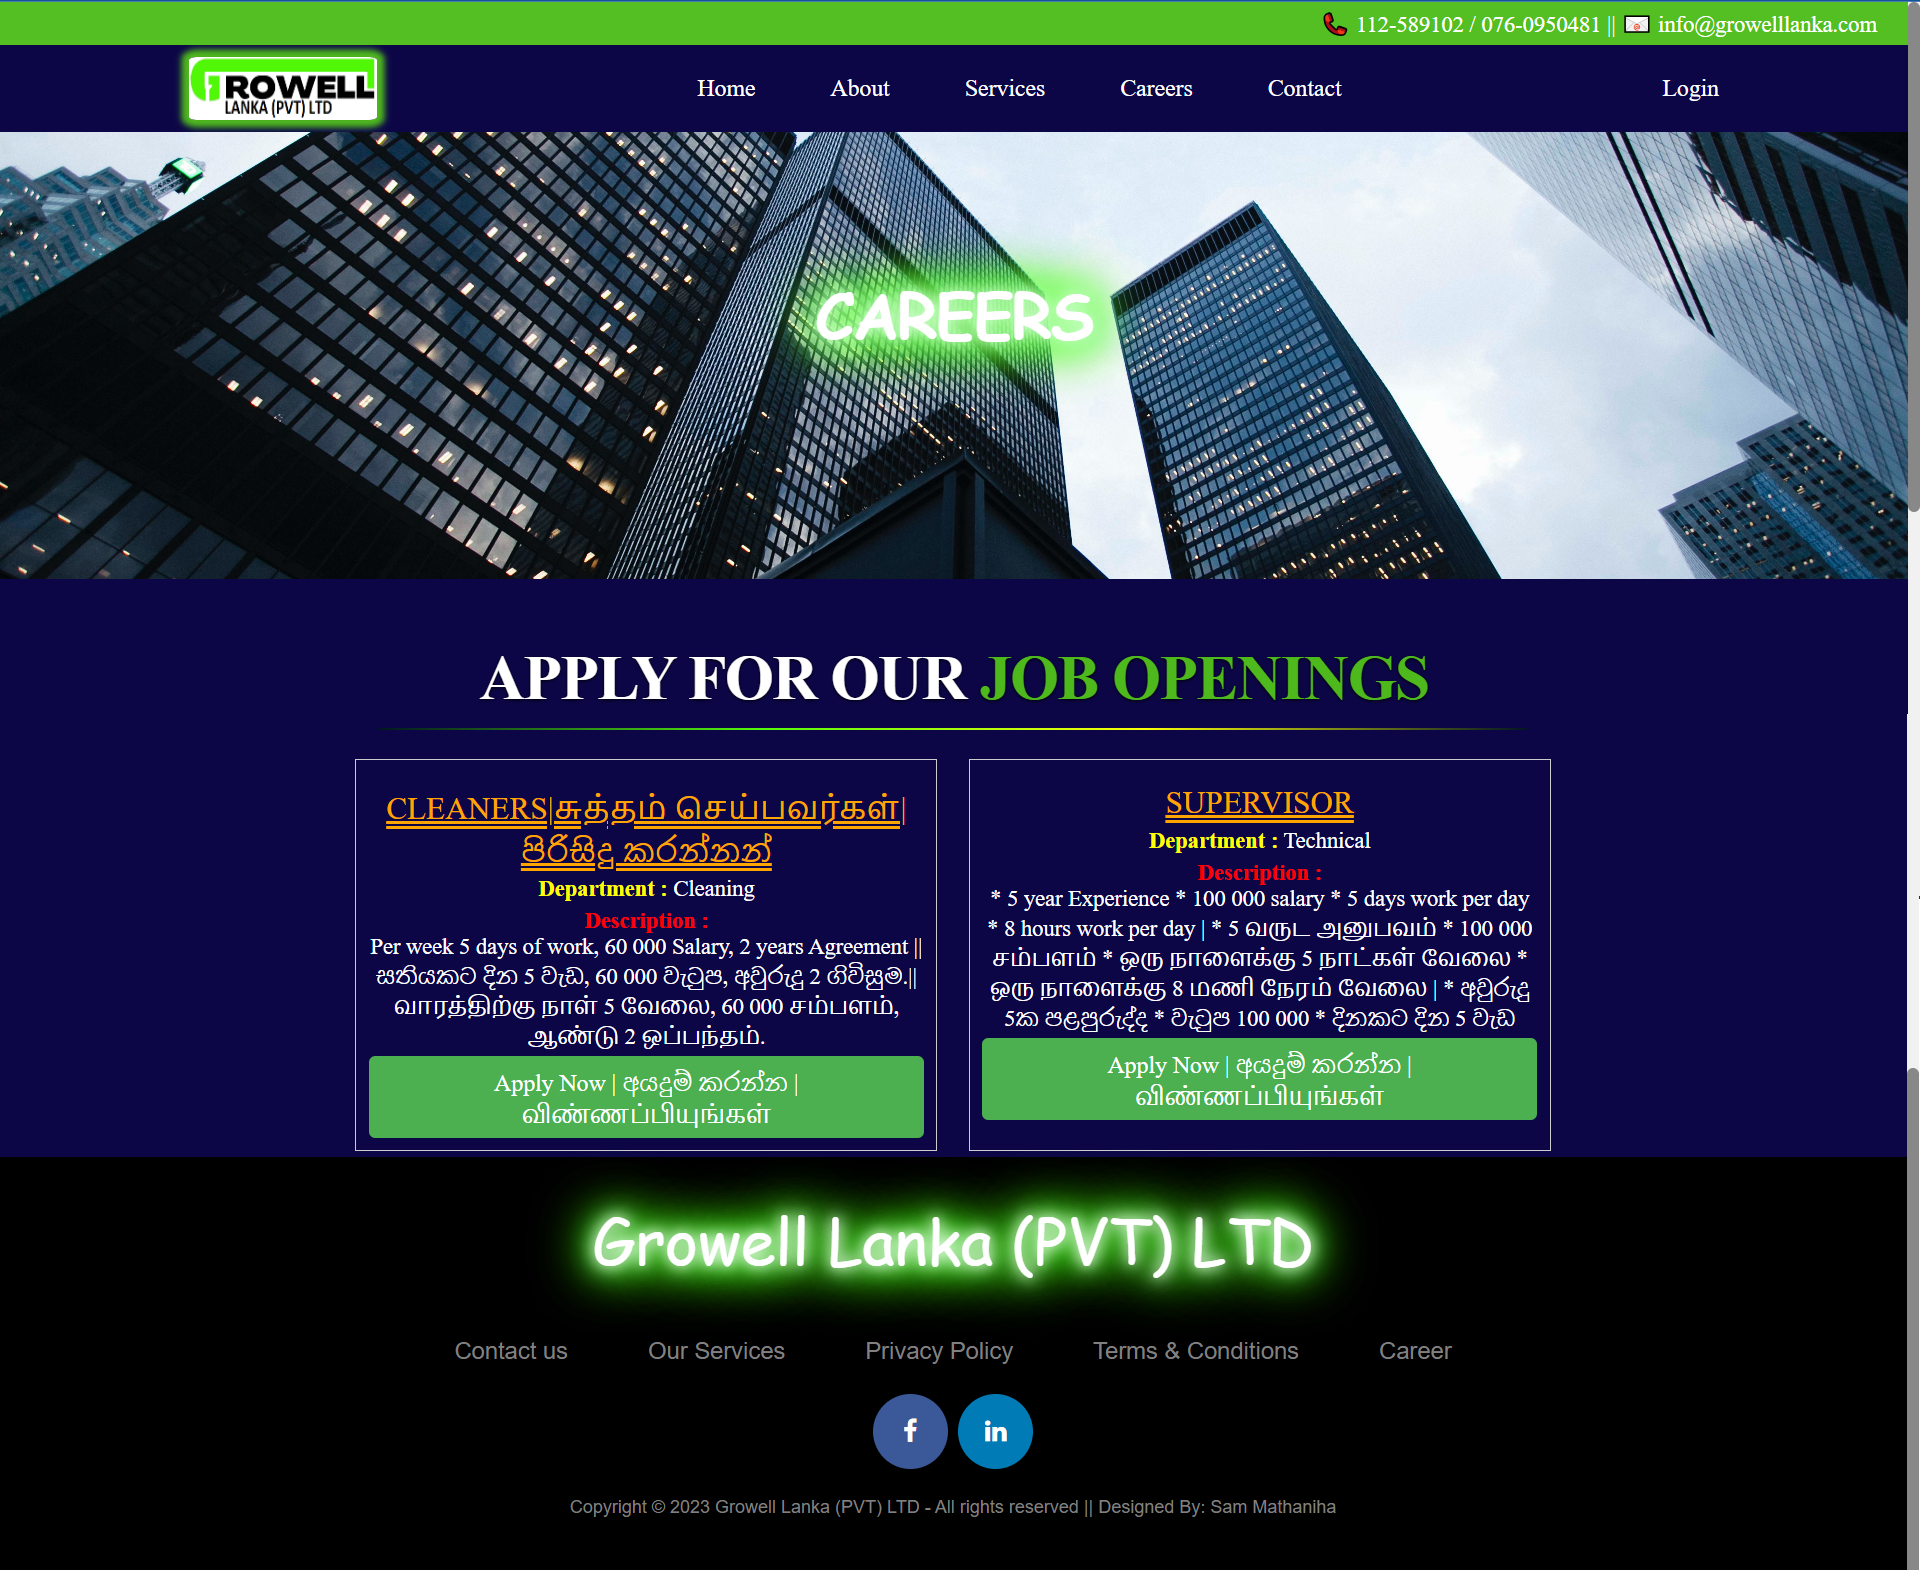 112-589102 / 076-0950481 || info@growelllanka.com
GROWELL
LANKA (PVT) LTD
Home About Services Careers Contact Login
CAREERS
APPLY FOR OUR JOB OPENINGS
CLEANERS|சுத்தம் செய்பவர்கள்|
පිරිසිදු කරන්නන්
Department : Cleaning
Description :
Per week 5 days of work, 60 000 Salary, 2 years Agreement ||
සතියකට දින 5 වැඩ, 60 000 වැටුප, අවුරුදු 2 ගිවිසුම.||
வாரத்திற்கு நாள் 5 வேலை, 60 000 சம்பளம்,
ஆண்டு 2 ஒப்பந்தம்.
Apply Now | අයදුම් කරන්න |
விண்ணப்பியுங்கள்
SUPERVISOR
Department : Technical
Description :
* 5 year Experience * 100 000 salary * 5 days work per day
* 8 hours work per day | * 5 வருட அனுபவம் * 100 000
சம்பளம் * ஒரு நாளைக்கு 5 நாட்கள் வேலை *
ஒரு நாளைக்கு 8 மணி நேரம் வேலை | * අවුරුදු
5ක පළපුරුද්ද * වැටුප 100 000 * දිනකට දින 5 වැඩ
Apply Now | අයදුම් කරන්න |
விண்ணப்பியுங்கள்
Growell Lanka (PVT) LTD
Contact us Our Services Privacy Policy Terms & Conditions Career
Copyright © 2023 Growell Lanka (PVT) LTD - All rights reserved || Designed By: Sam Mathaniha